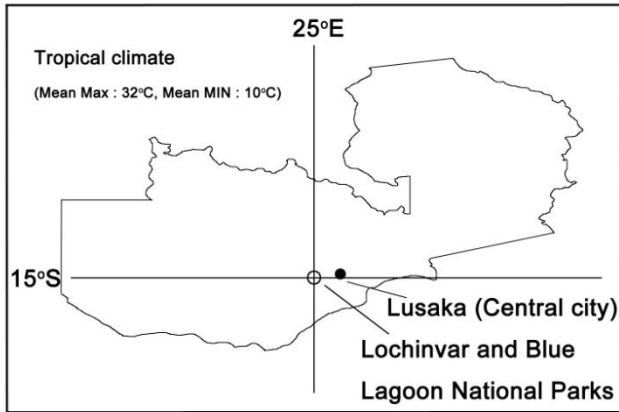 25°E
Tropical climate
(Mean Max : 32°C, Mean MIN : 10°C)
15°S
Lusaka (Central city)
Lochinvar and Blue
Lagoon National Parks